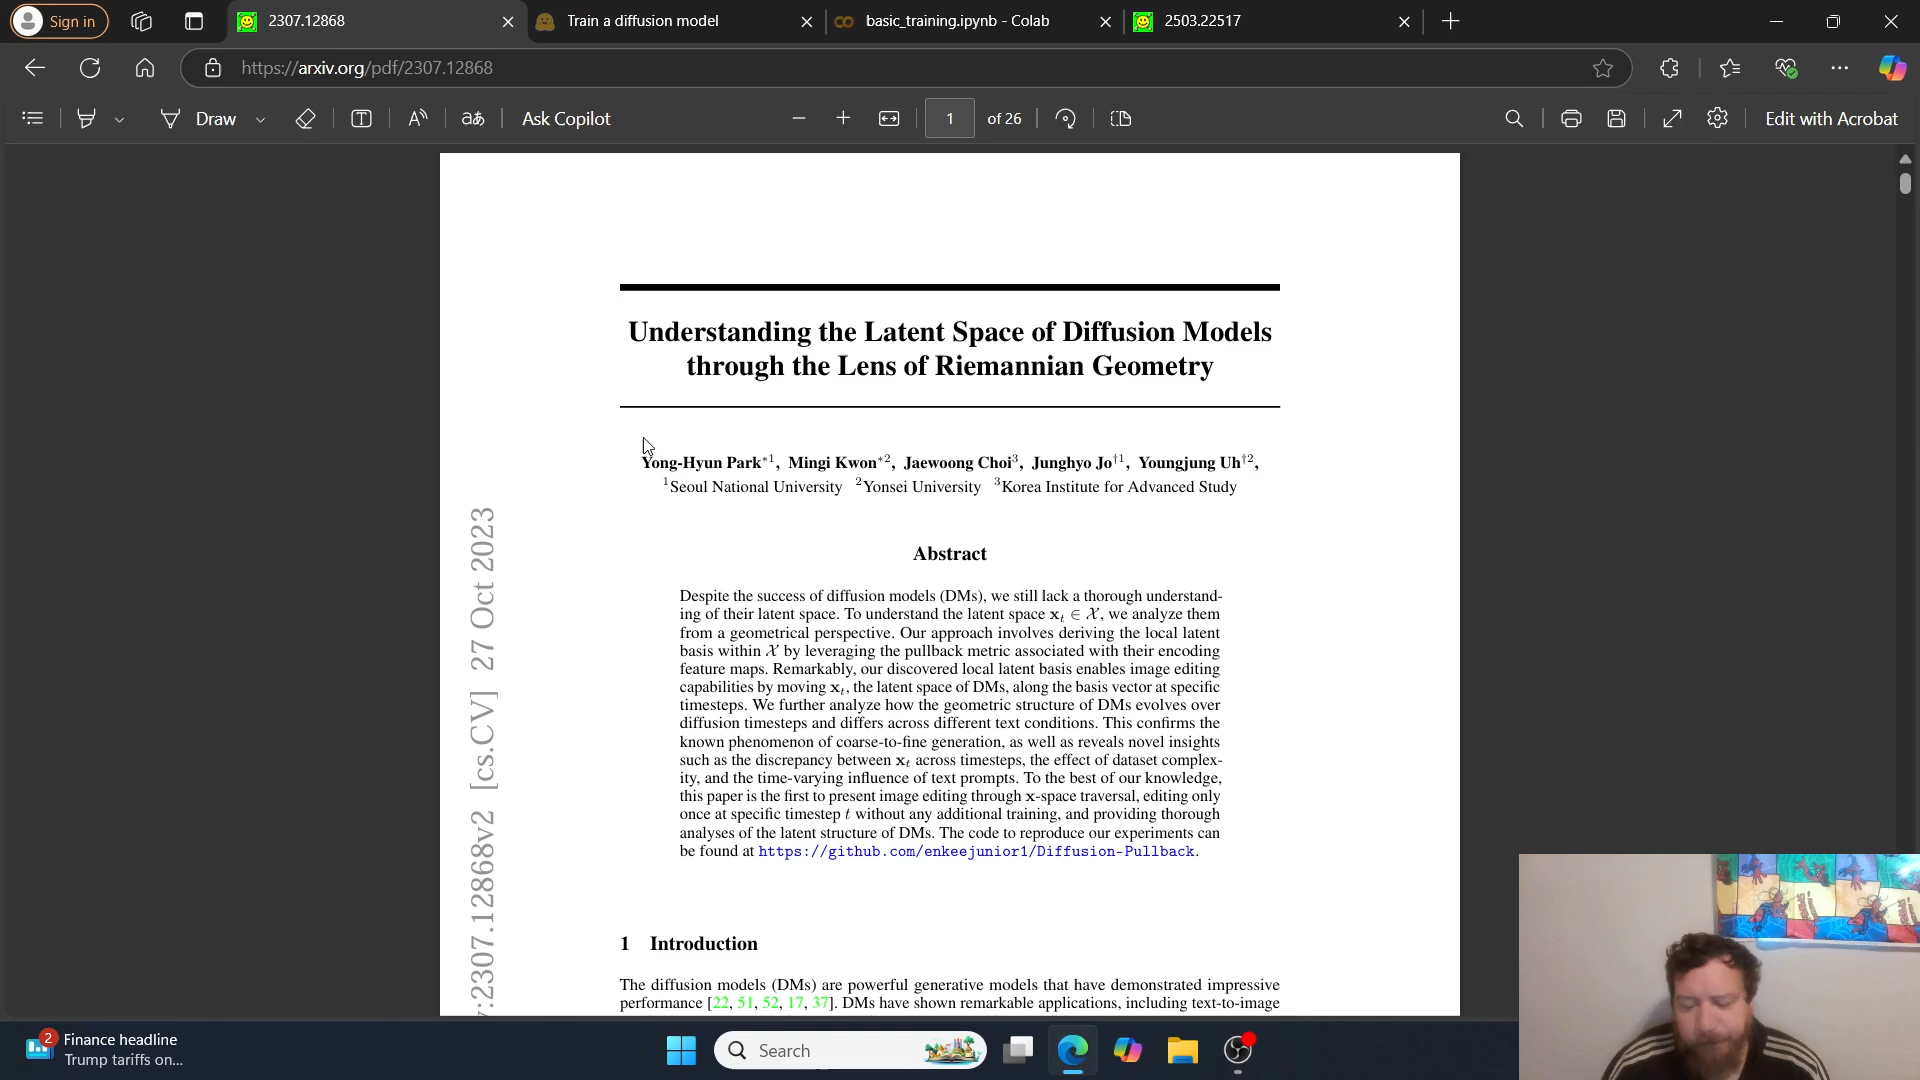 Sign in
2307.12868
Train a diffusion model
basic_training.ipynb - Colab
2503.22517
https://arxiv.org/pdf/2307.12868
Draw
aあ
Ask Copilot
1 of 26
Edit with Acrobat
Understanding the Latent Space of Diffusion Models
through the Lens of Riemannian Geometry
Yong-Hyun Park*1, Mingi Kwon*2, Jaewoong Choi3, Junghyo Jo†1, Youngjung Uh†2,
1Seoul National University 2Yonsei University 3Korea Institute for Advanced Study
Abstract
Despite the success of diffusion models (DMs), we still lack a thorough understand-
ing of their latent space. To understand the latent space xt ∈ X, we analyze them
from a geometrical perspective. Our approach involves deriving the local latent
basis within X by leveraging the pullback metric associated with their encoding
feature maps. Remarkably, our discovered local latent basis enables image editing
capabilities by moving xt, the latent space of DMs, along the basis vector at specific
timesteps. We further analyze how the geometric structure of DMs evolves over
diffusion timesteps and differs across different text conditions. This confirms the
known phenomenon of coarse-to-fine generation, as well as reveals novel insights
such as the discrepancy between xt across timesteps, the effect of dataset complex-
ity, and the time-varying influence of text prompts. To the best of our knowledge,
this paper is the first to present image editing through x-space traversal, editing only
once at specific timestep t without any additional training, and providing thorough
analyses of the latent structure of DMs. The code to reproduce our experiments can
be found at https://github.com/enkeejunior1/Diffusion-Pullback.
1 Introduction
The diffusion models (DMs) are powerful generative models that have demonstrated impressive
performance [22, 51, 52, 17, 37]. DMs have shown remarkable applications, including text-to-image
:2307.12868v2 [cs.CV] 27 Oct 2023
2
Finance headline
Trump tariffs on...
Search